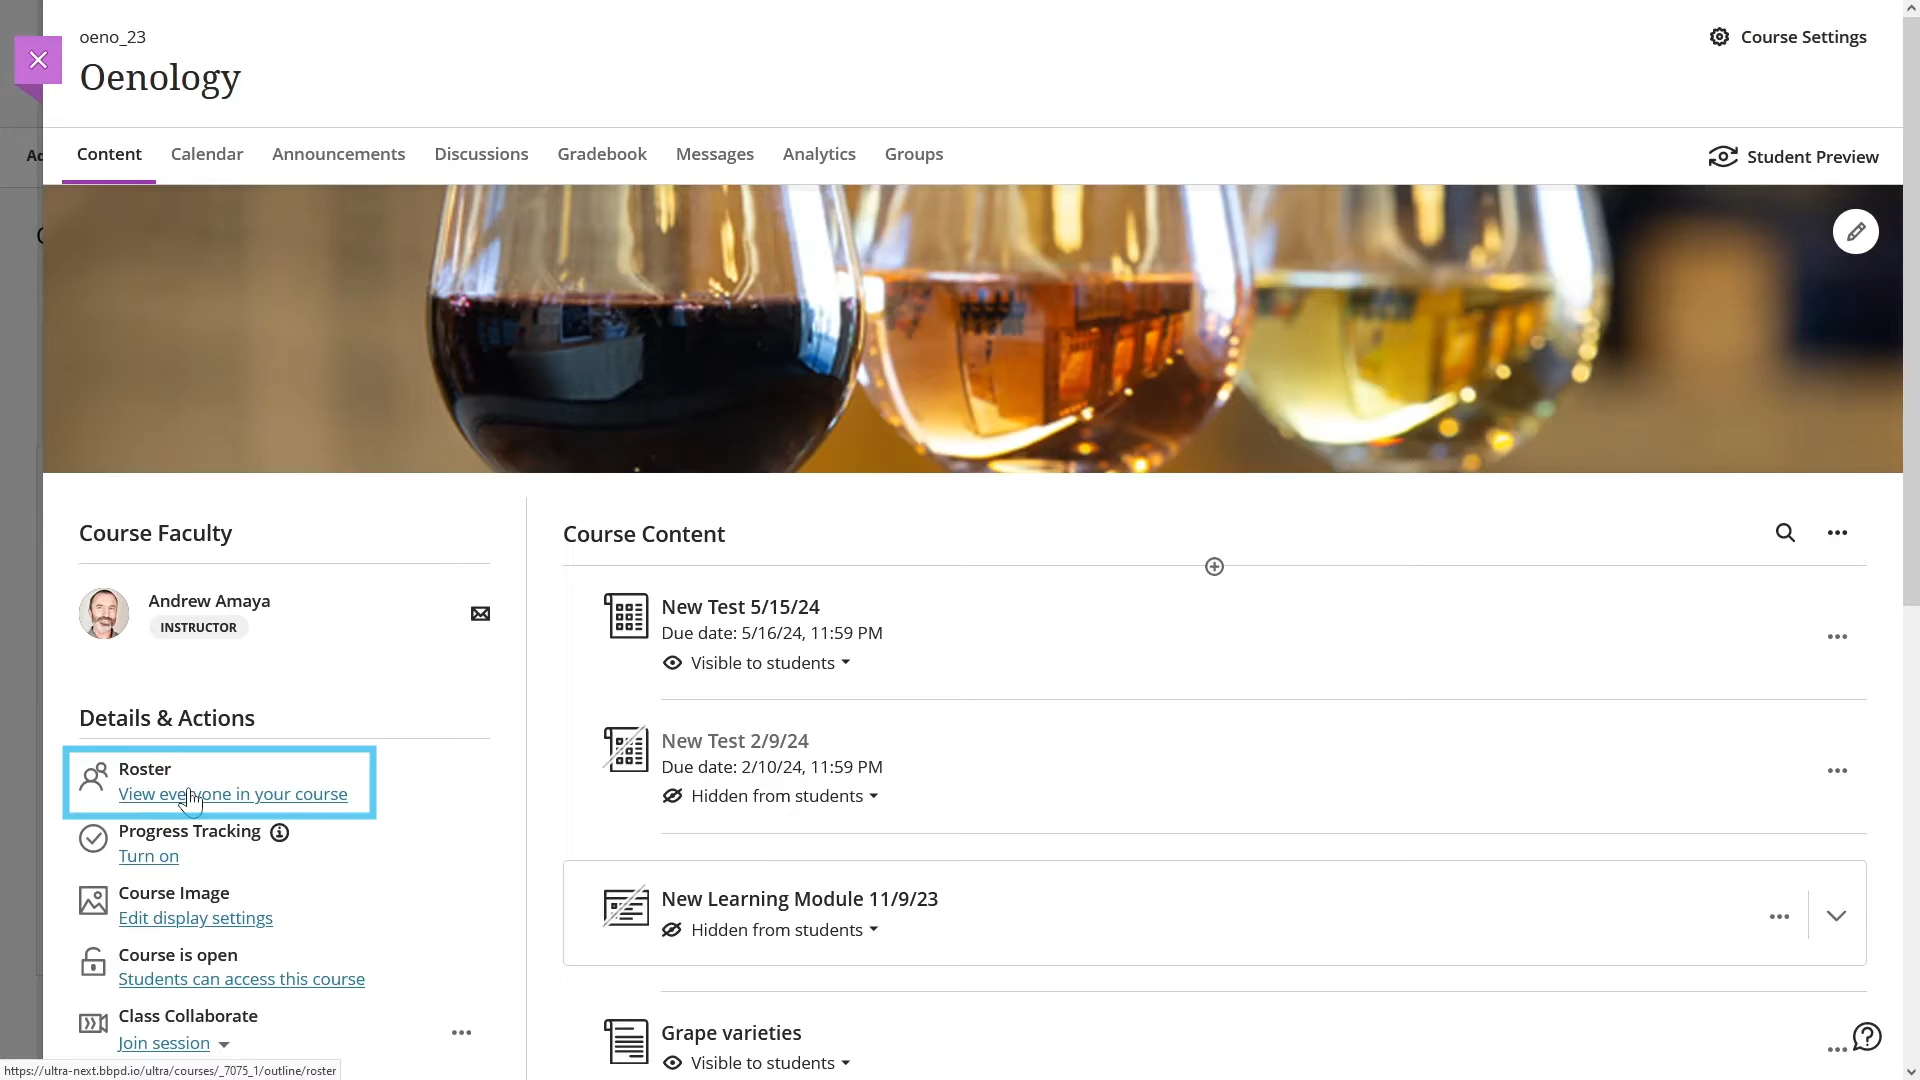 oeno_23
Course Settings
Oenology
Content Calendar Announcements Discussions Gradebook Messages Analytics Groups
Student Preview
Course Faculty
Andrew Amaya
INSTRUCTOR
Details & Actions
Roster
View everyone in your course
Progress Tracking
Turn on
Course Image
Edit display settings
Course is open
Students can access this course
Class Collaborate
Join session
Course Content
New Test 5/15/24
Due date: 5/16/24, 11:59 PM
Visible to students
New Test 2/9/24
Due date: 2/10/24, 11:59 PM
Hidden from students
New Learning Module 11/9/23
Hidden from students
Grape varieties
Visible to students
https://ultra-next.bbpd.io/ultra/courses/_7075_1/outline/roster